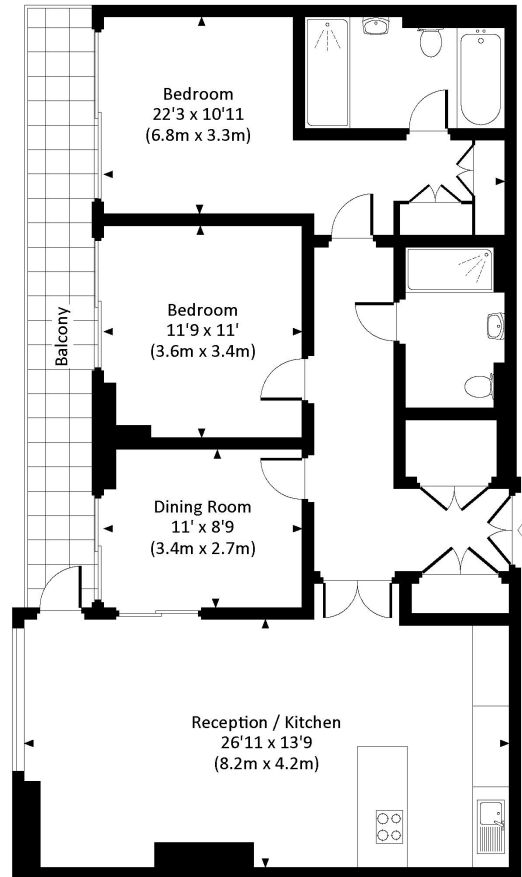 Bedroom
22'3 x 10'11
(6.8m x 3.3m)
Bedroom
11'9 x 11'
(3.6m x 3.4m)
Balcony
Dining Room
11' x 8'9
(3.4m x 2.7m)
Reception / Kitchen
26'11 x 13'9
(8.2m x 4.2m)